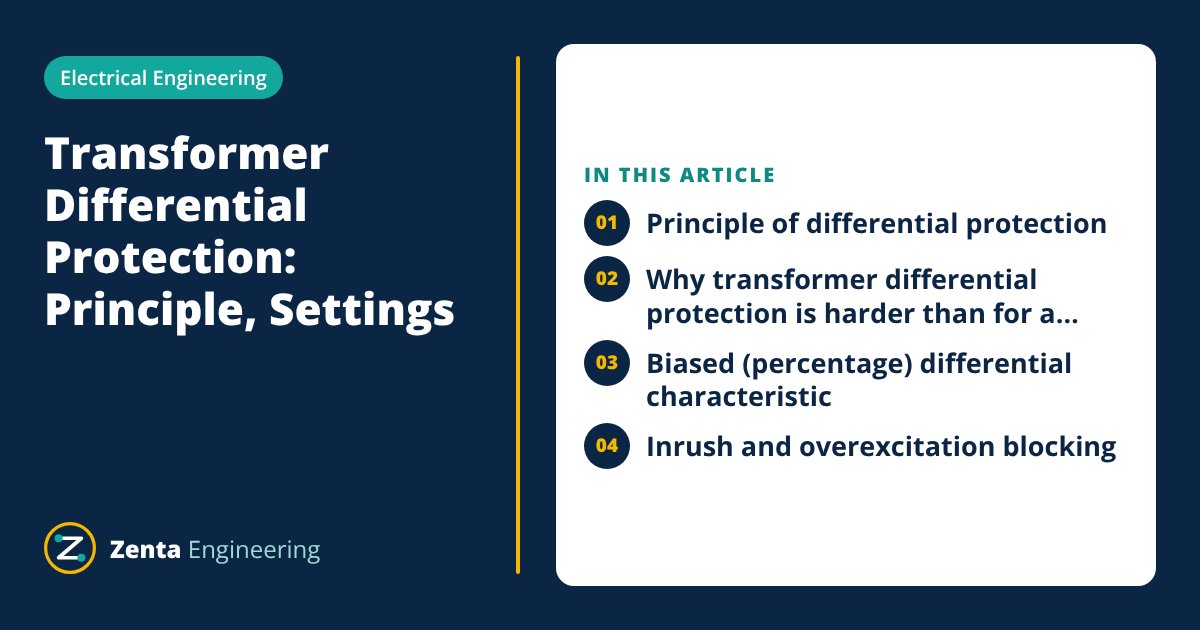 Electrical Engineering
Transformer
Differential
Protection:
Principle, Settings
Zenta Engineering
IN THIS ARTICLE
01 Principle of differential protection
02 Why transformer differential
protection is harder than for a...
03 Biased (percentage) differential
characteristic
04 Inrush and overexcitation blocking